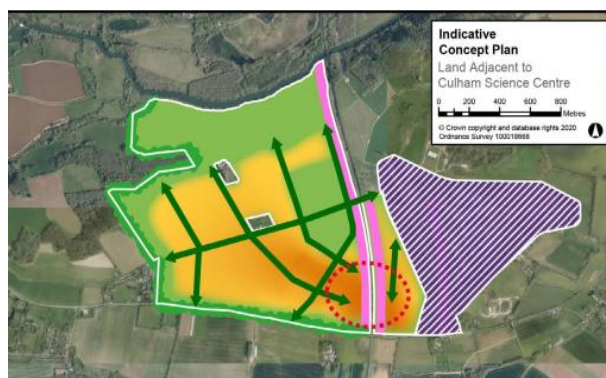 Indicative
Concept Plan
Land Adjacent to
Culham Science Centre
0 200 400 600 800
Metres
© Crown copyright and database rights 2020
Ordnance Survey 100018668